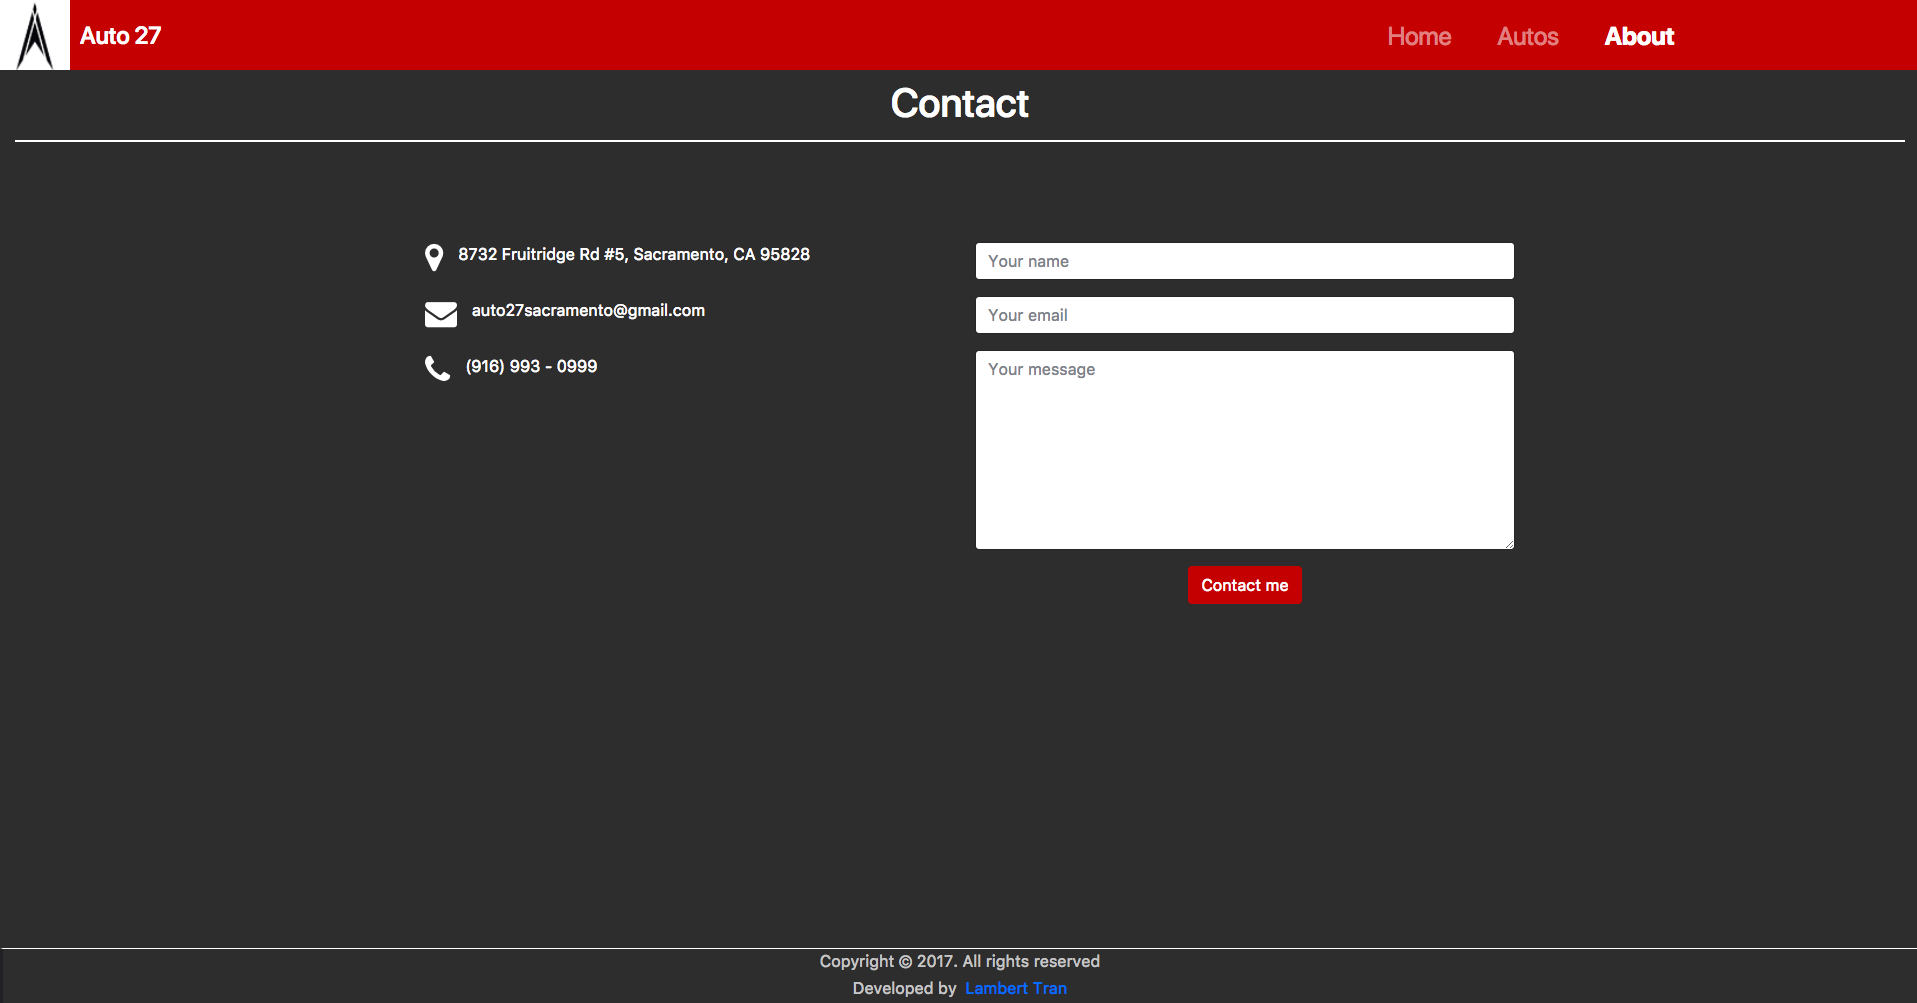 Auto 27
Home
Autos
About
Contact
8732 Fruitridge Rd #5, Sacramento, CA 95828
auto27sacramento@gmail.com
(916) 993 - 0999
Your name
Your email
Your message
Contact me
Copyright © 2017. All rights reserved
Developed by Lambert Tran